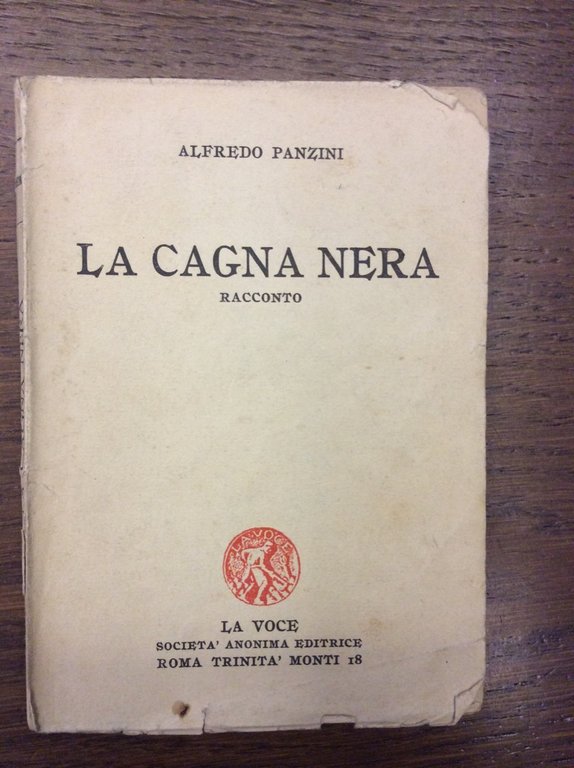 ALFREDO PANZINI
LA CAGNA NERA
RACCONTO
LA VOCE
LA VOCE
SOCIETA' ANONIMA EDITRICE
ROMA TRINITA' MONTI 18